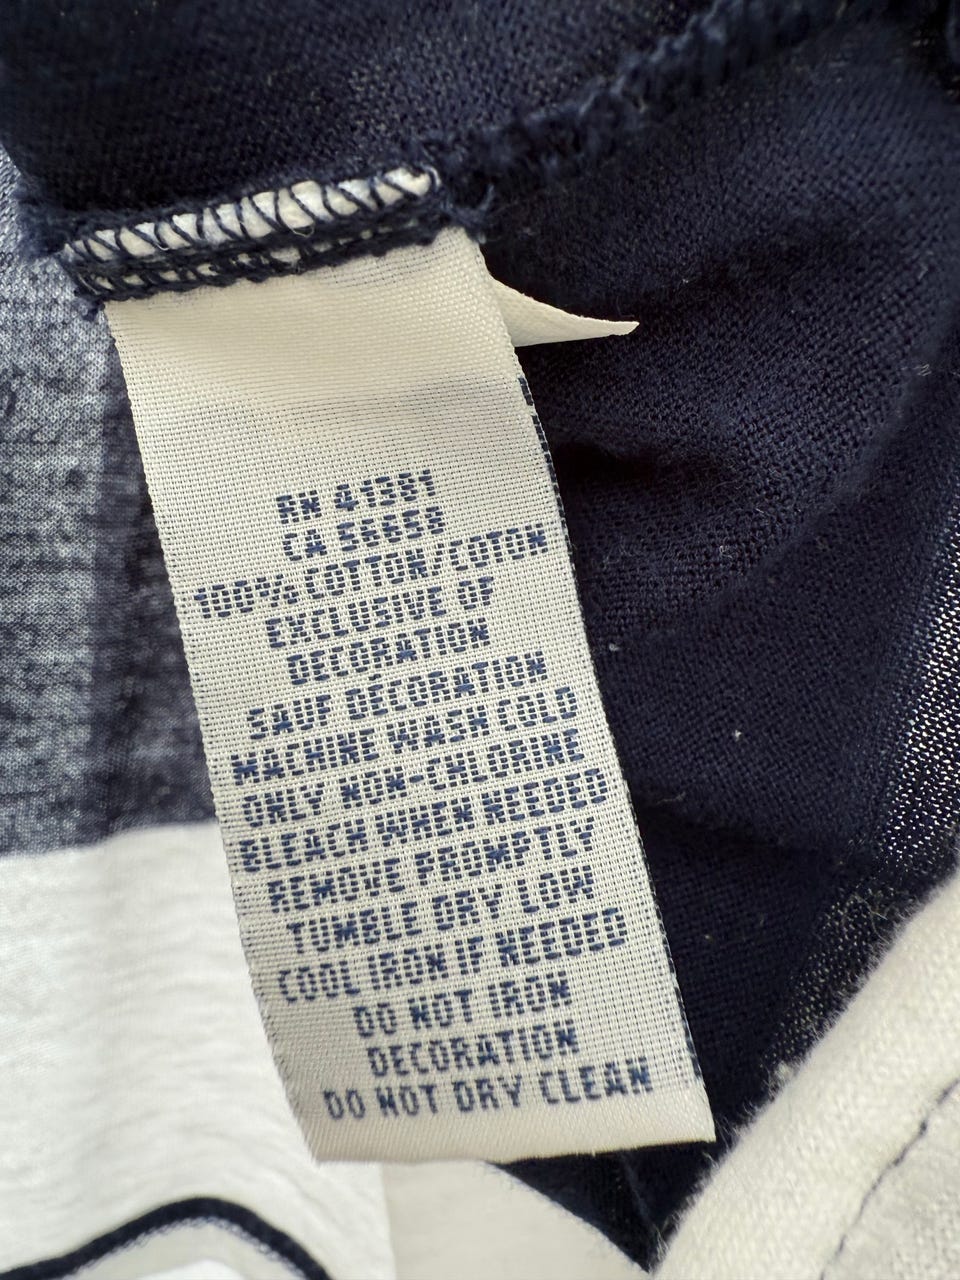 RN 41381
CA 56658
100% COTTON/COTON
EXCLUSIVE OF
DECORATION
SAUF DÉCORATION
MACHINE WASH COLD
ONLY NON-CHLORINE
BLEACH WHEN NEEDED
REMOVE PROMPTLY
TUMBLE DRY LOW
COOL IRON IF NEEDED
DO NOT IRON
DECORATION
DO NOT DRY CLEAN